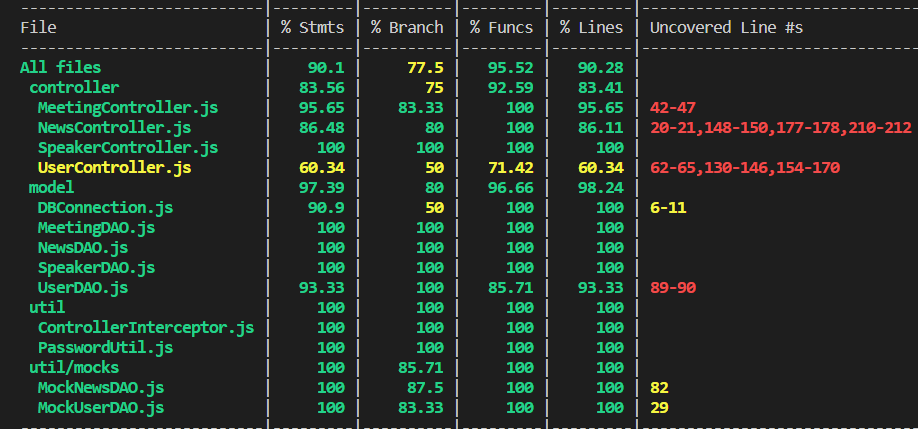 --------------------------|---------|----------|---------|---------|-------------------------------
File                      | % Stmts | % Branch | % Funcs | % Lines | Uncovered Line #s
--------------------------|---------|----------|---------|---------|-------------------------------
All files                 |    90.1 |     77.5 |   95.52 |   90.28 |
 controller               |   83.56 |       75 |   92.59 |   83.41 |
  MeetingController.js    |   95.65 |    83.33 |     100 |   95.65 | 42-47
  NewsController.js       |   86.48 |       80 |     100 |   86.11 | 20-21,148-150,177-178,210-212
  SpeakerController.js    |     100 |      100 |     100 |     100 |
  UserController.js       |   60.34 |       50 |   71.42 |   60.34 | 62-65,130-146,154-170
 model                    |   97.39 |       80 |   96.66 |   98.24 |
  DBConnection.js         |    90.9 |       50 |     100 |     100 | 6-11
  MeetingDAO.js           |     100 |      100 |     100 |     100 |
  NewsDAO.js              |     100 |      100 |     100 |     100 |
  SpeakerDAO.js           |     100 |      100 |     100 |     100 |
  UserDAO.js              |   93.33 |      100 |   85.71 |   93.33 | 89-90
 util                     |     100 |      100 |     100 |     100 |
  ControllerInterceptor.js |     100 |      100 |     100 |     100 |
  PasswordUtil.js         |     100 |      100 |     100 |     100 |
 util/mocks               |     100 |    85.71 |     100 |     100 |
  MockNewsDAO.js          |     100 |     87.5 |     100 |     100 | 82
  MockUserDAO.js          |     100 |    83.33 |     100 |     100 | 29
--------------------------|---------|----------|---------|---------|-------------------------------